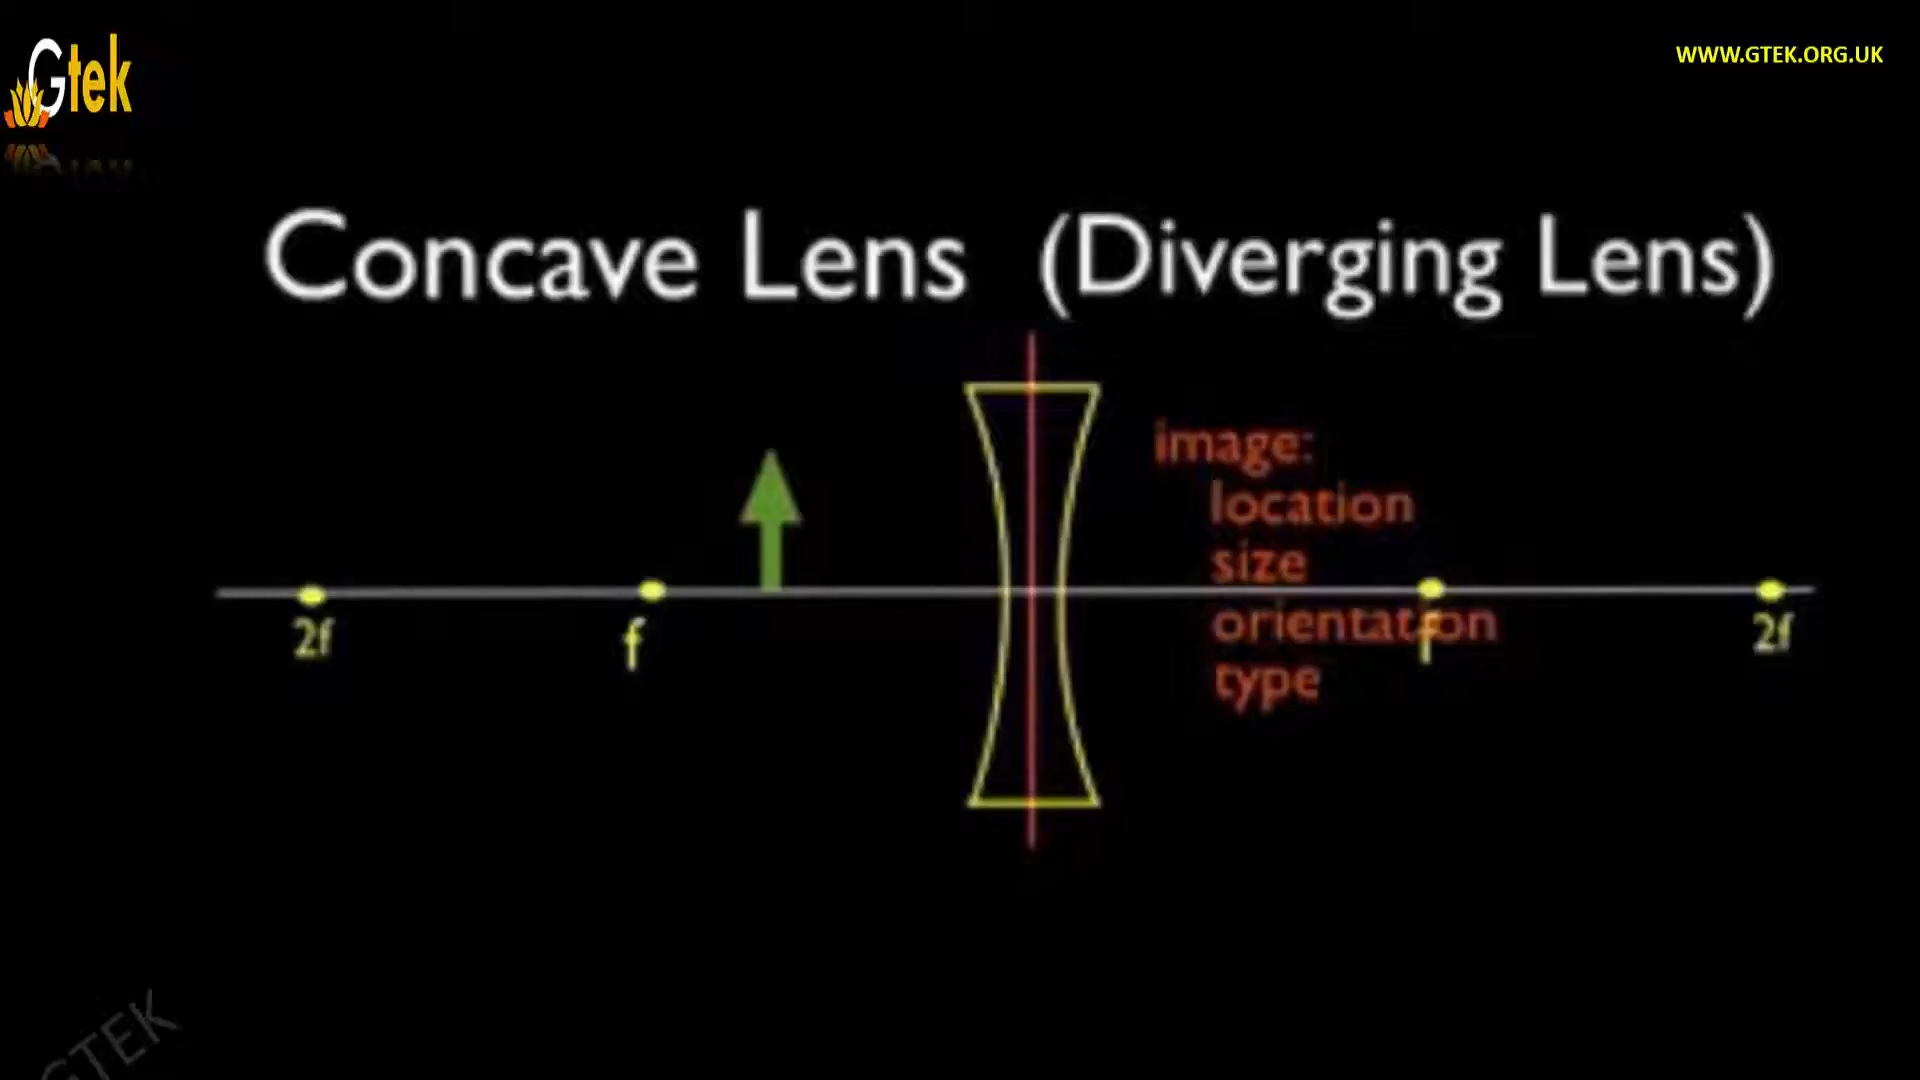 Gtek
WWW.GTEK.ORG.UK
Concave Lens (Diverging Lens)
image:
location
size
orientation
type
2f
f
f
2f
GTEK